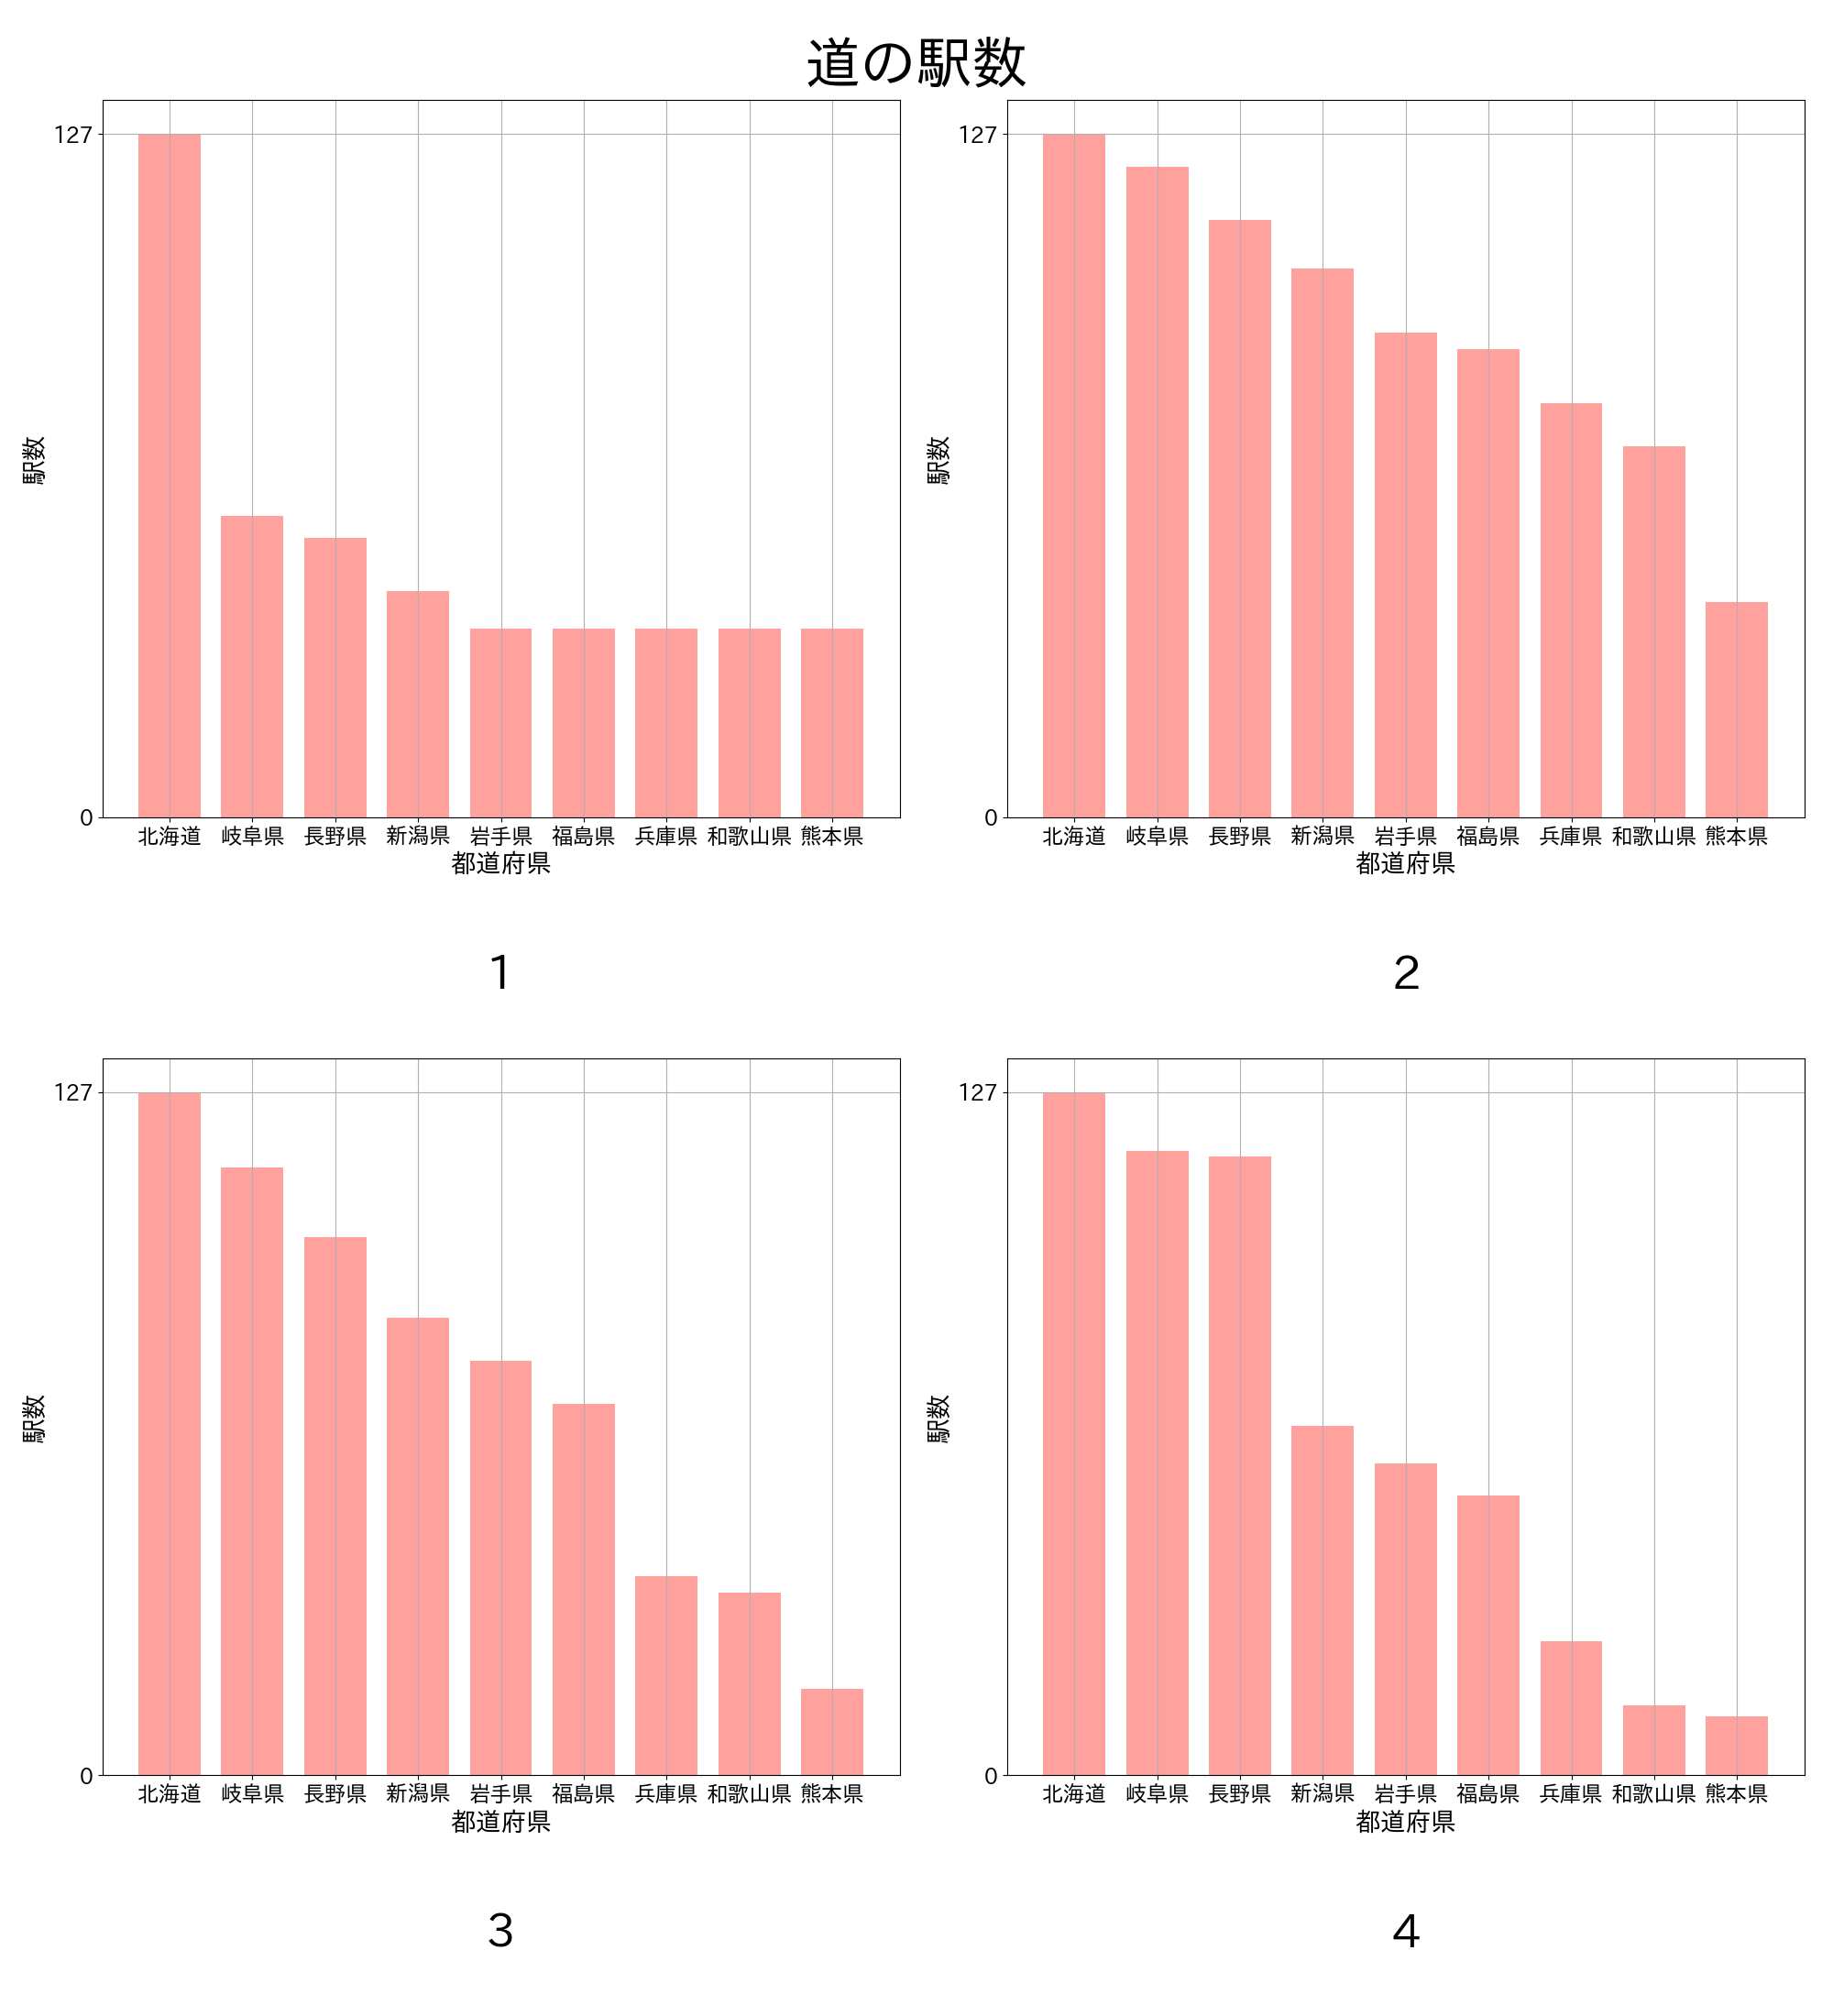 道の駅数
127
0
駅数
北海道 岐阜県 長野県 新潟県 岩手県 福島県 兵庫県 和歌山県 熊本県
都道府県
1
127
0
駅数
北海道 岐阜県 長野県 新潟県 岩手県 福島県 兵庫県 和歌山県 熊本県
都道府県
2
127
0
駅数
北海道 岐阜県 長野県 新潟県 岩手県 福島県 兵庫県 和歌山県 熊本県
都道府県
3
127
0
駅数
北海道 岐阜県 長野県 新潟県 岩手県 福島県 兵庫県 和歌山県 熊本県
都道府県
4